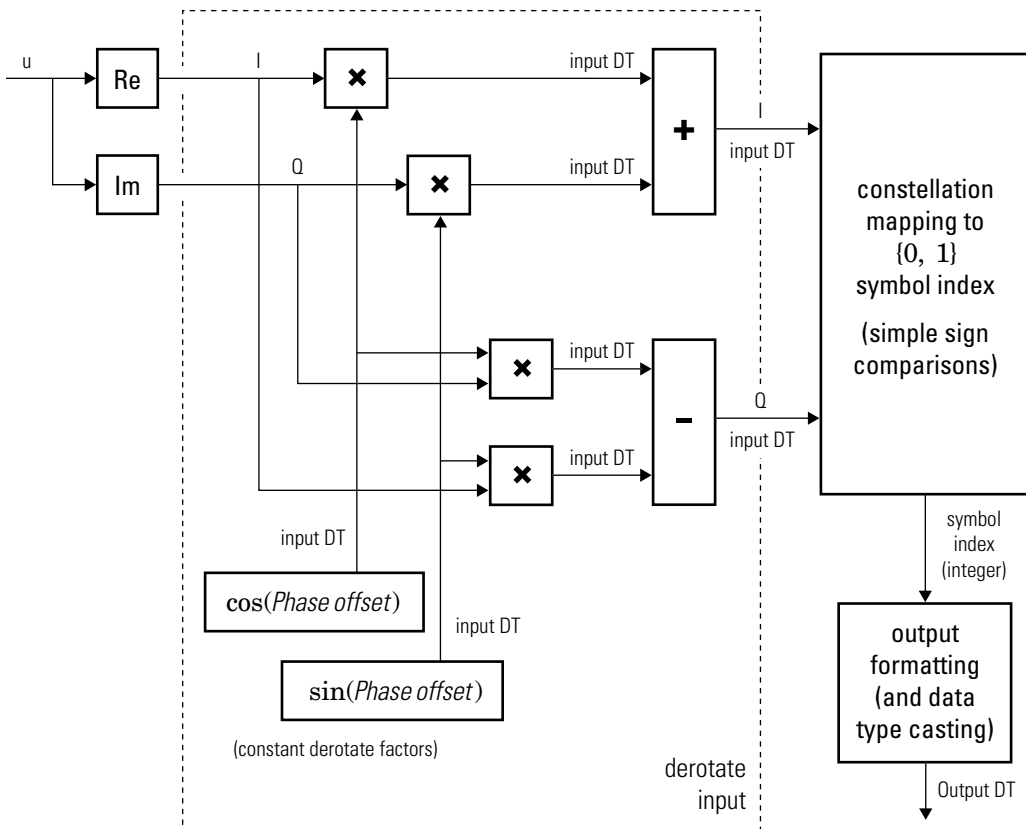 u
Re
I
×
input DT
+
I
input DT
Im
Q
×
input DT
constellation
mapping to
{0, 1}
symbol index
(simple sign
comparisons)
×
input DT
-
Q
input DT
×
input DT
input DT
cos(Phase offset)
input DT
sin(Phase offset)
(constant derotate factors)
derotate
input
symbol
index
(integer)
output
formatting
(and data
type casting)
Output DT